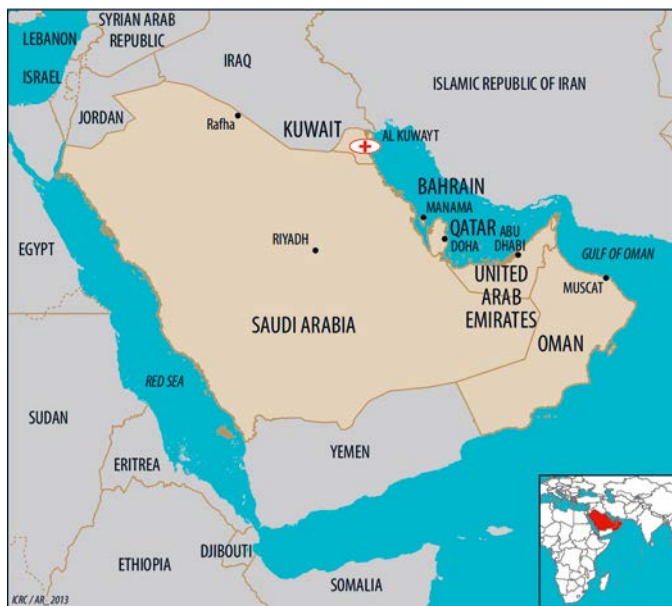 SYRIAN ARAB
REPUBLIC
LEBANON
ISRAEL
IRAQ
ISLAMIC REPUBLIC OF IRAN
JORDAN
Rafha
KUWAIT
AL KUWAYT
BAHRAIN
MANAMA
QATAR
DOHA
ABU
DHABI
RIYADH
EGYPT
GULF OF OMAN
UNITED
ARAB
EMIRATES
MUSCAT
SAUDI ARABIA
OMAN
RED SEA
SUDAN
YEMEN
ERITREA
DJIBOUTI
ETHIOPIA
SOMALIA
ICRC / AR_2013